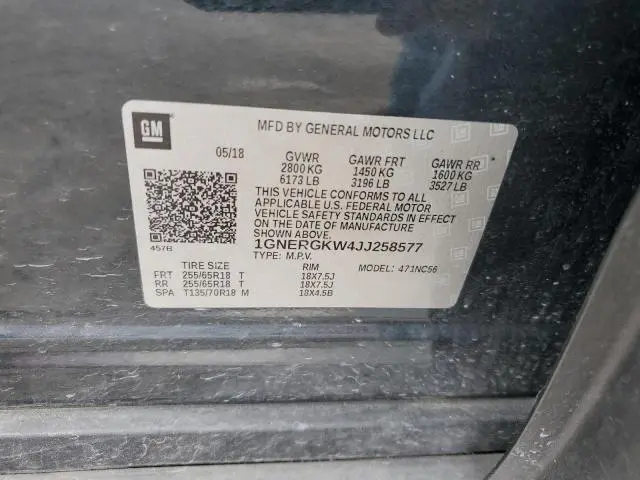 GM
MFD BY GENERAL MOTORS LLC
05/18 GVWR GAWR FRT GAWR RR
2800 KG 1450 KG 1600 KG
6173 LB 3196 LB 3527 LB
THIS VEHICLE CONFORMS TO ALL
APPLICABLE U.S. FEDERAL MOTOR
VEHICLE SAFETY STANDARDS IN EFFECT
ON THE DATE OF MANUFACTURE
SHOWN ABOVE.
1GNERGKW4JJ258577
457B
TYPE: M.P.V. MODEL: 471NC56
TIRE SIZE RIM
FRT 255/65R18 T 18X7.5J
RR 255/65R18 T 18X7.5J
SPA T135/70R18 M 18X4.5B